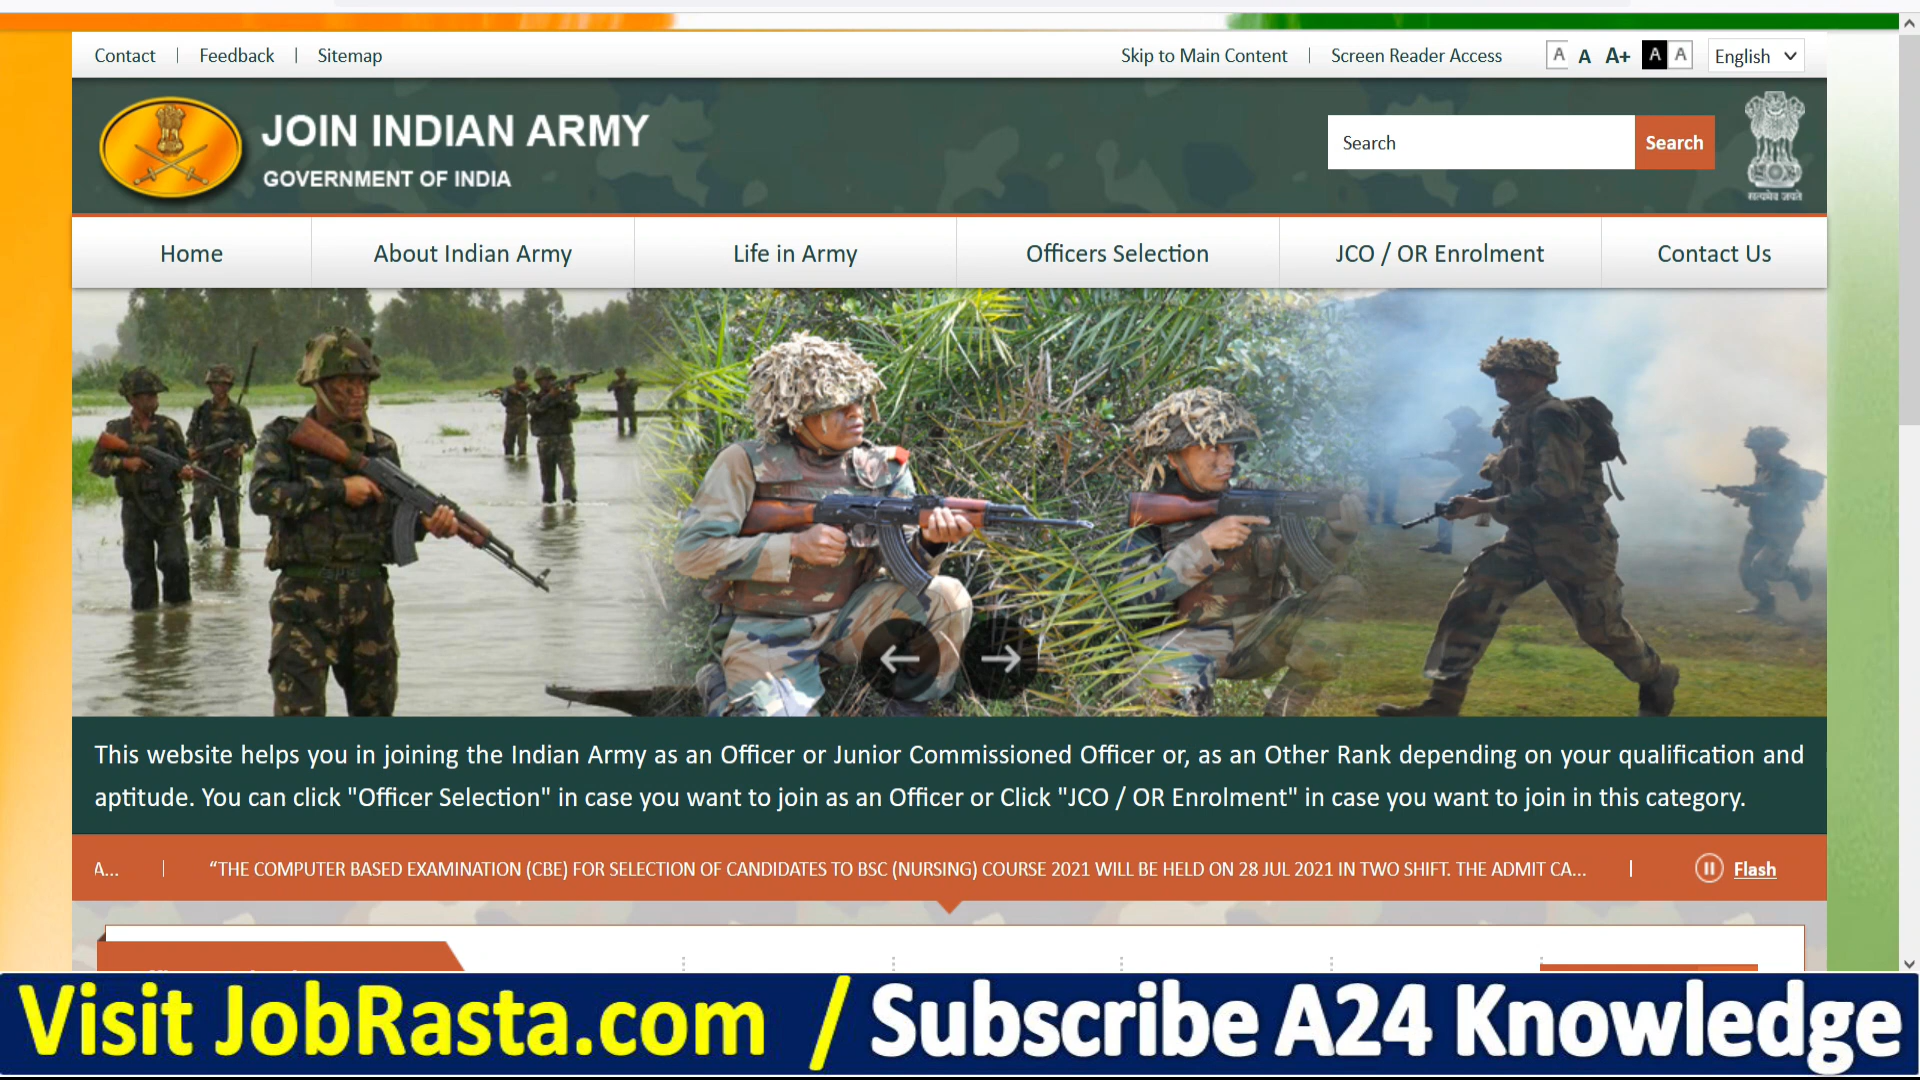 Contact | Feedback | Sitemap
Skip to Main Content | Screen Reader Access A A A+ A A English
JOIN INDIAN ARMY
GOVERNMENT OF INDIA
Search Search
सत्यमेव जयते
Home About Indian Army Life in Army Officers Selection JCO / OR Enrolment Contact Us
This website helps you in joining the Indian Army as an Officer or Junior Commissioned Officer or, as an Other Rank depending on your qualification and
aptitude. You can click "Officer Selection" in case you want to join as an Officer or Click "JCO / OR Enrolment" in case you want to join in this category.
A... | “THE COMPUTER BASED EXAMINATION (CBE) FOR SELECTION OF CANDIDATES TO BSC (NURSING) COURSE 2021 WILL BE HELD ON 28 JUL 2021 IN TWO SHIFT. THE ADMIT CA... | Flash
Visit JobRasta.com / Subscribe A24 Knowledge